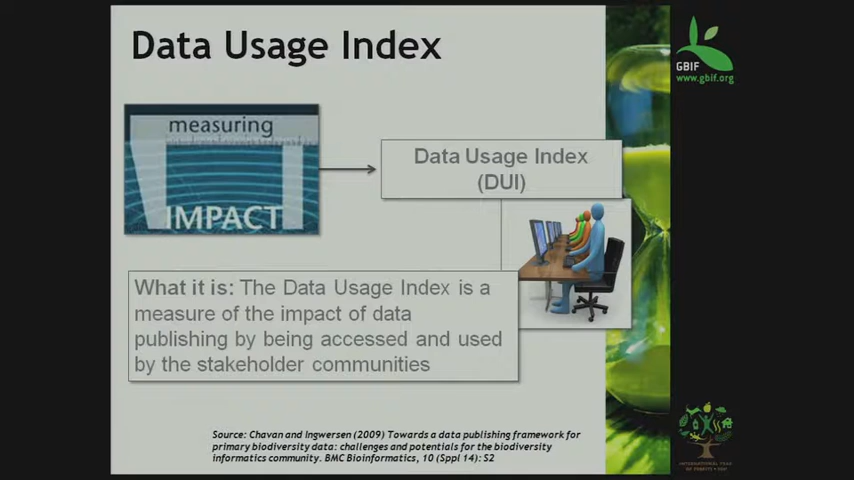 Data Usage Index
GBIF
www.gbif.org
measuring
IMPACT
Data Usage Index
(DUI)
What it is: The Data Usage Index is a
measure of the impact of data
publishing by being accessed and used
by the stakeholder communities
Source: Chavan and Ingwersen (2009) Towards a data publishing framework for
primary biodiversity data: challenges and potentials for the biodiversity
informatics community. BMC Bioinformatics, 10 (Sppl 14): S2
INTERNATIONAL YEAR